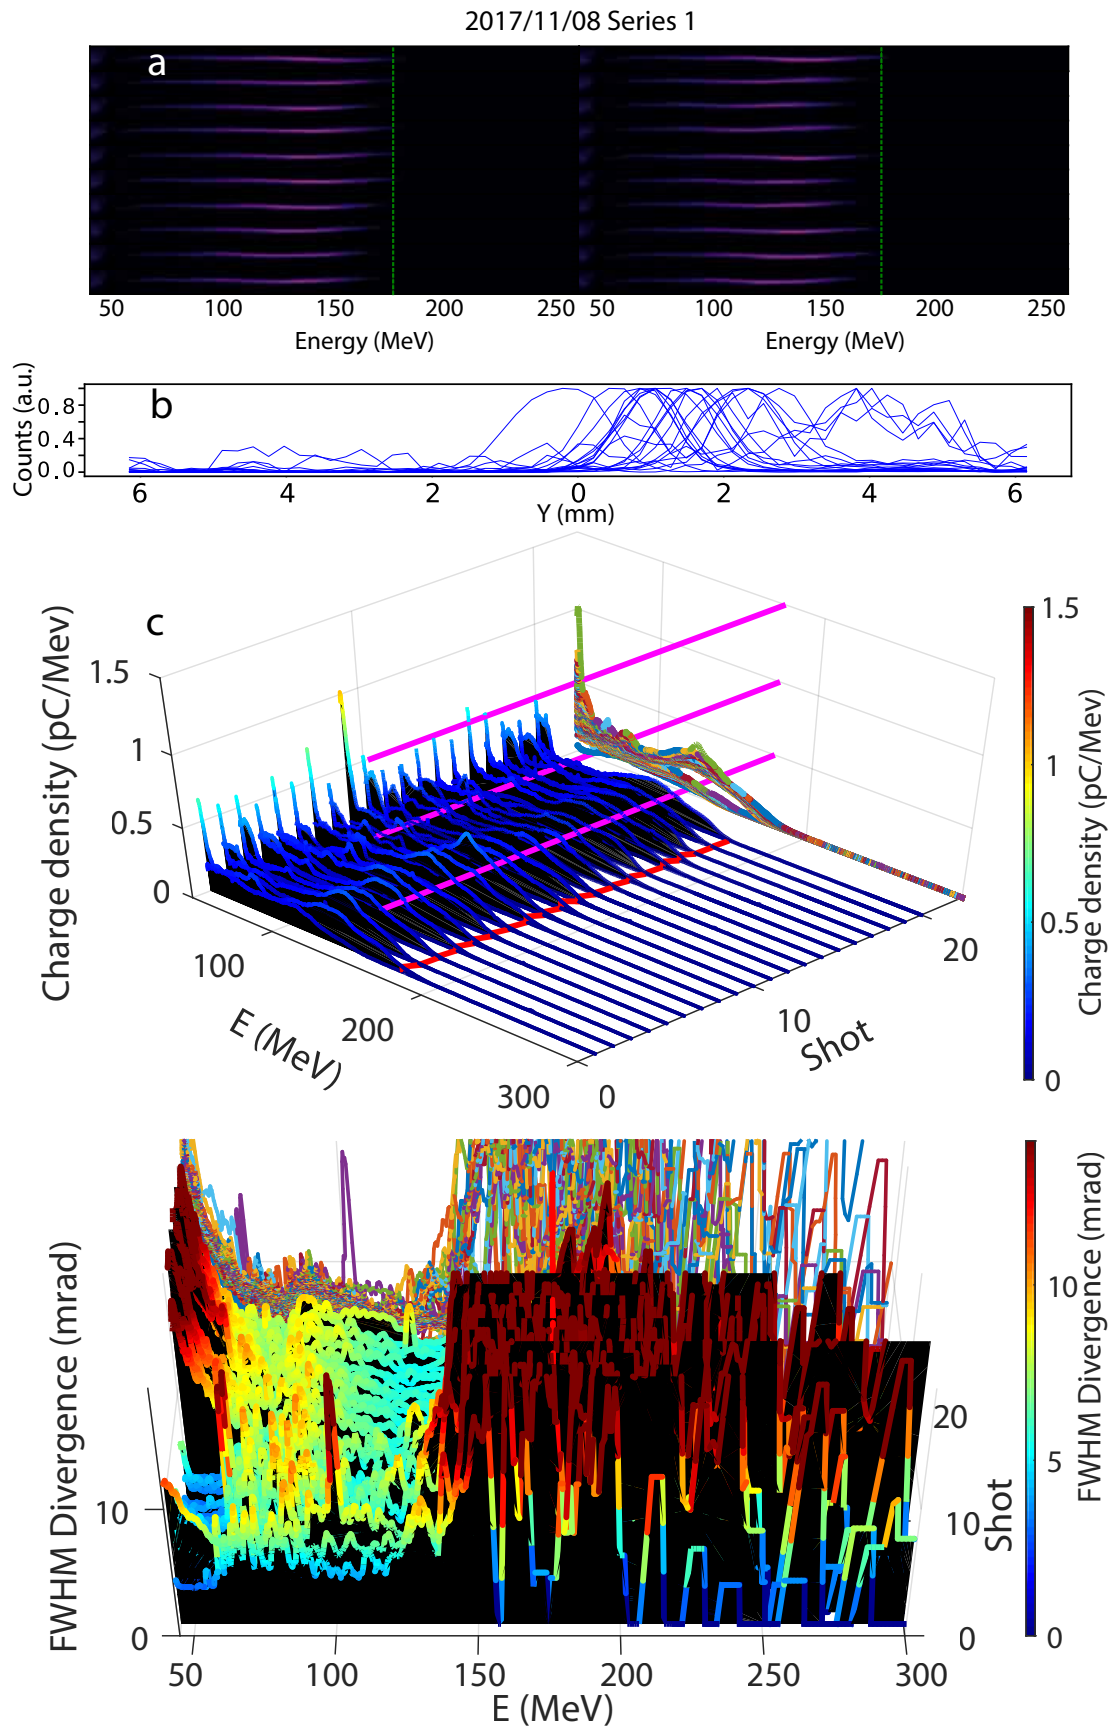 2017/11/08 Series 1
a
50 100 150 200 250 50 100 150 200 250
Energy (MeV) Energy (MeV)
b
Counts (a.u.)
0.8
0.4
0.0
6 4 2 0 2 4 6
Y (mm)
c
Charge density (pC/Mev)
1.5
1
0.5
0
100
200
300
E (MeV)
0
10
20
Shot
1.5
1
0.5
0
Charge density (pC/Mev)
FWHM Divergence (mrad)
10
0
50 100 150 200 250 300
E (MeV)
20
10
0
Shot
10
5
0
FWHM Divergence (mrad)